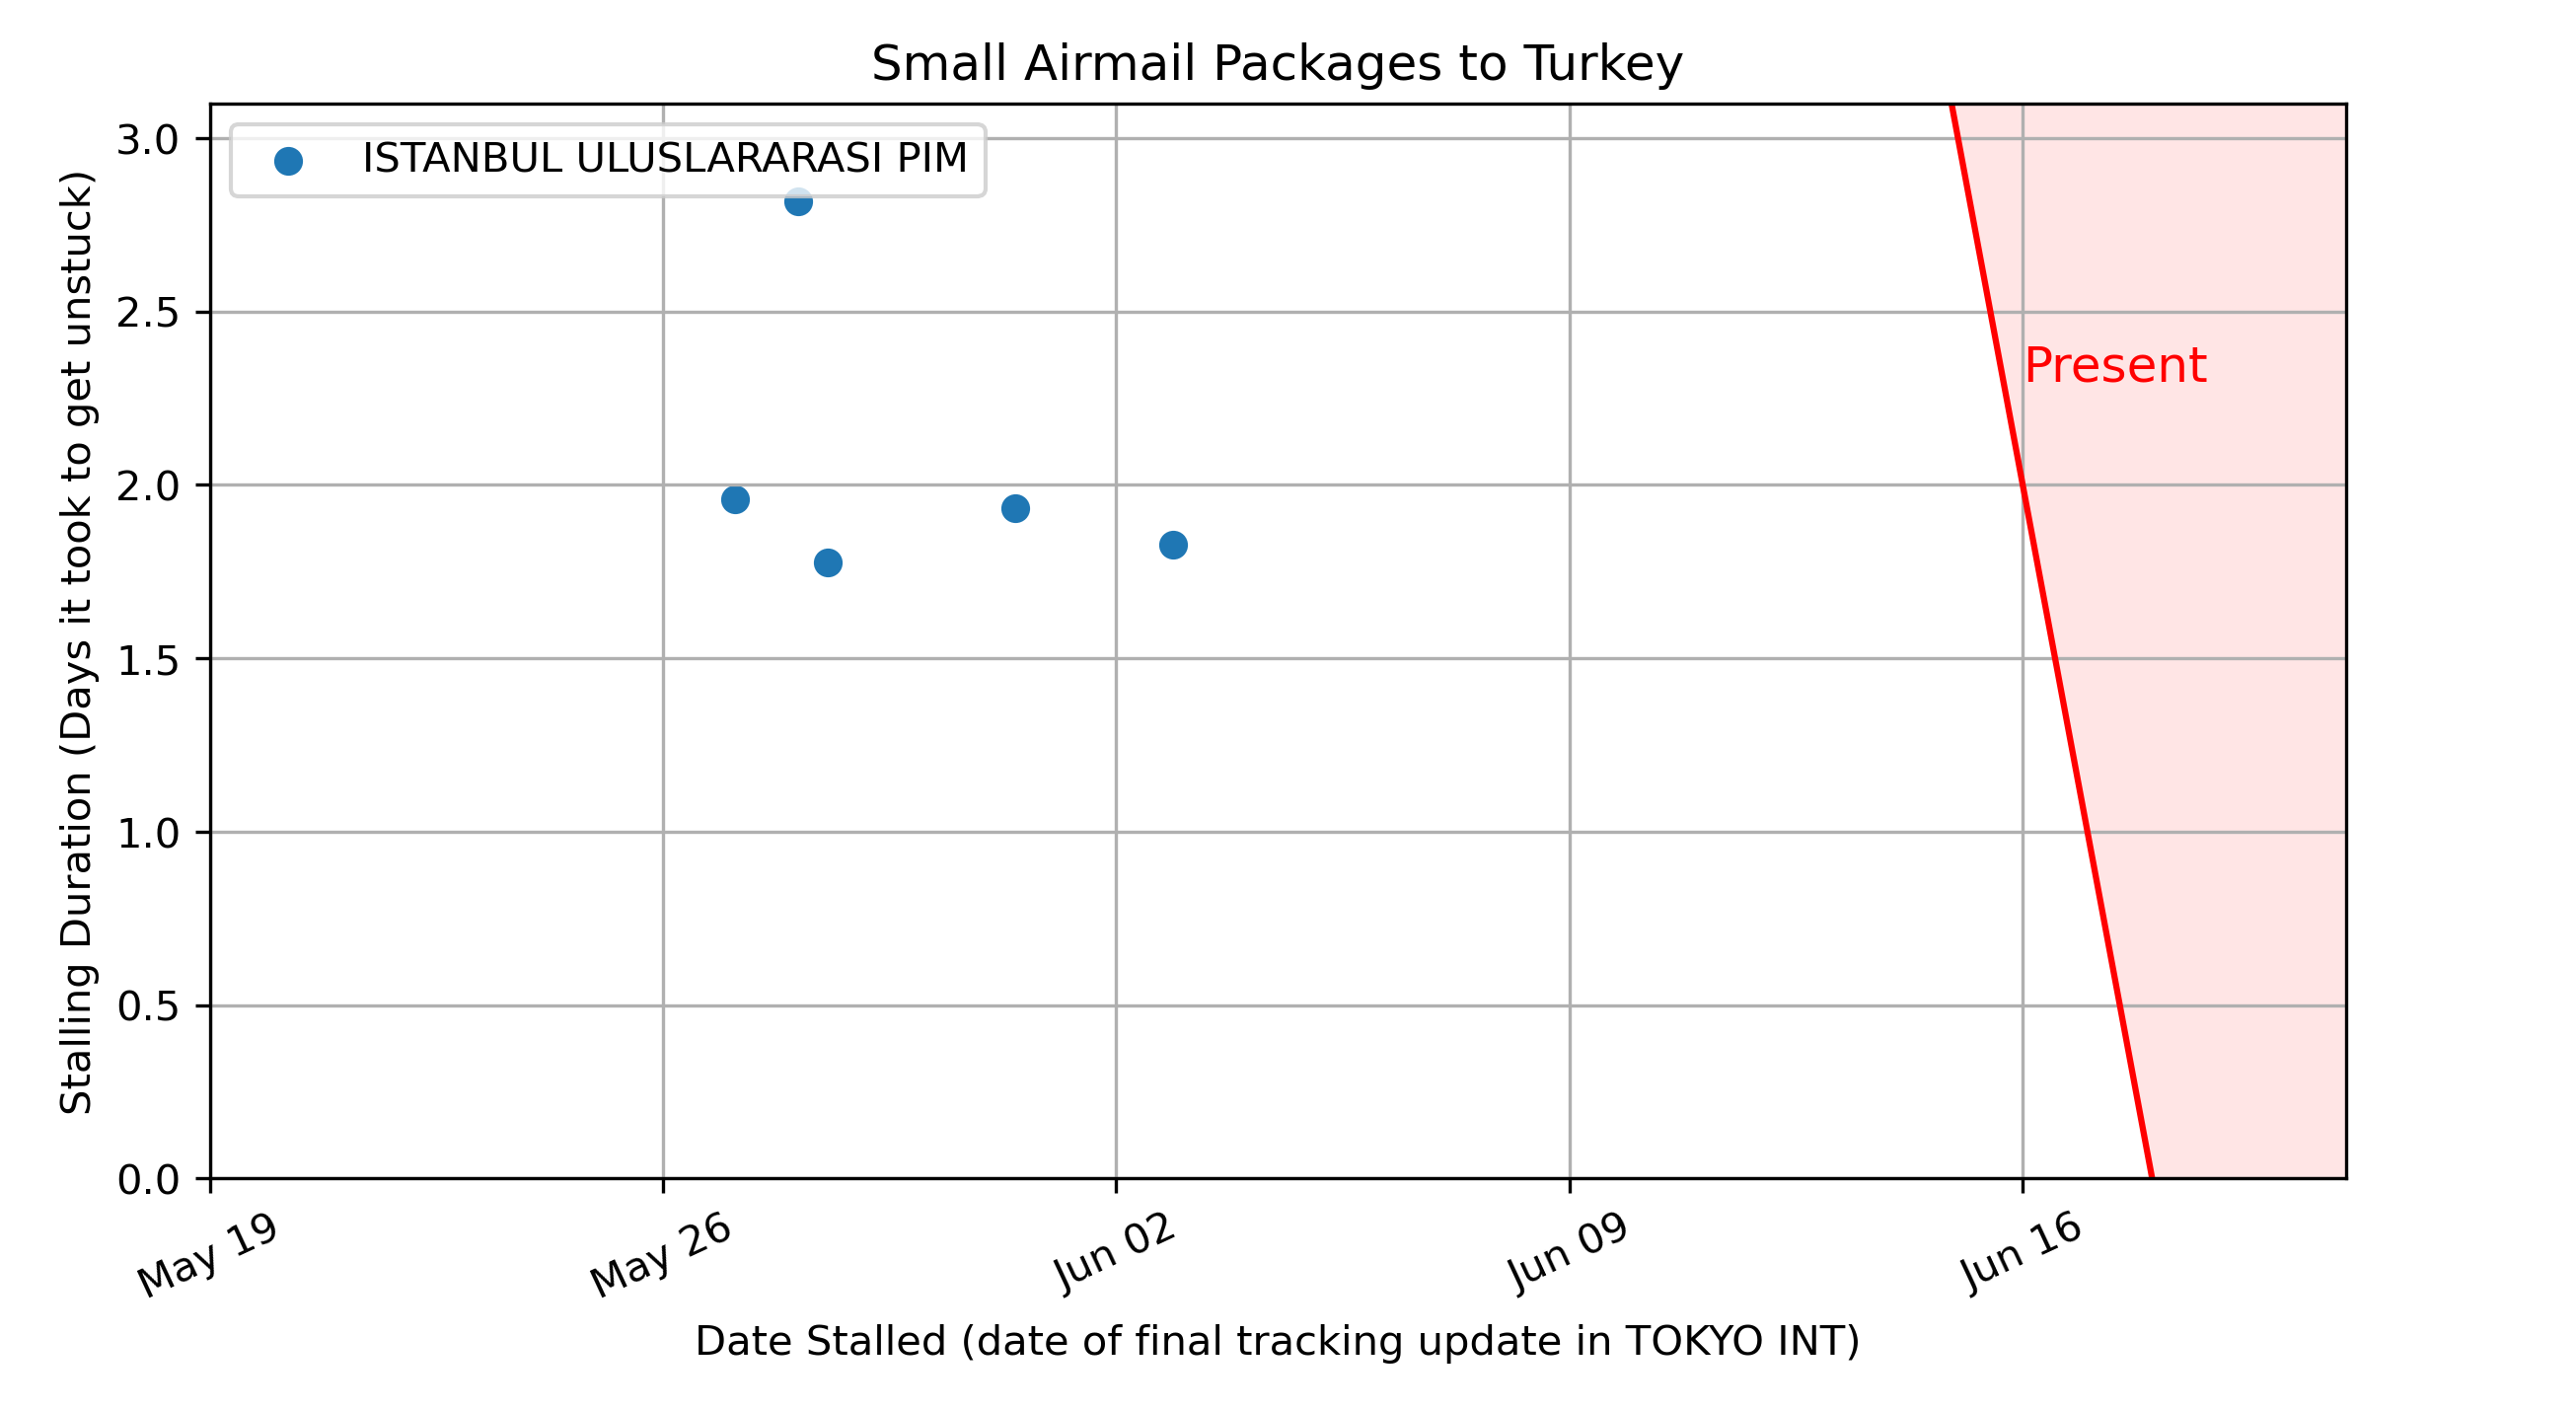 Small Airmail Packages to Turkey
ISTANBUL ULUSLARARASI PIM
Stalling Duration (Days it took to get unstuck)
3.0
2.5
2.0
1.5
1.0
0.5
0.0
Present
May 19
May 26
Jun 02
Jun 09
Jun 16
Date Stalled (date of final tracking update in TOKYO INT)